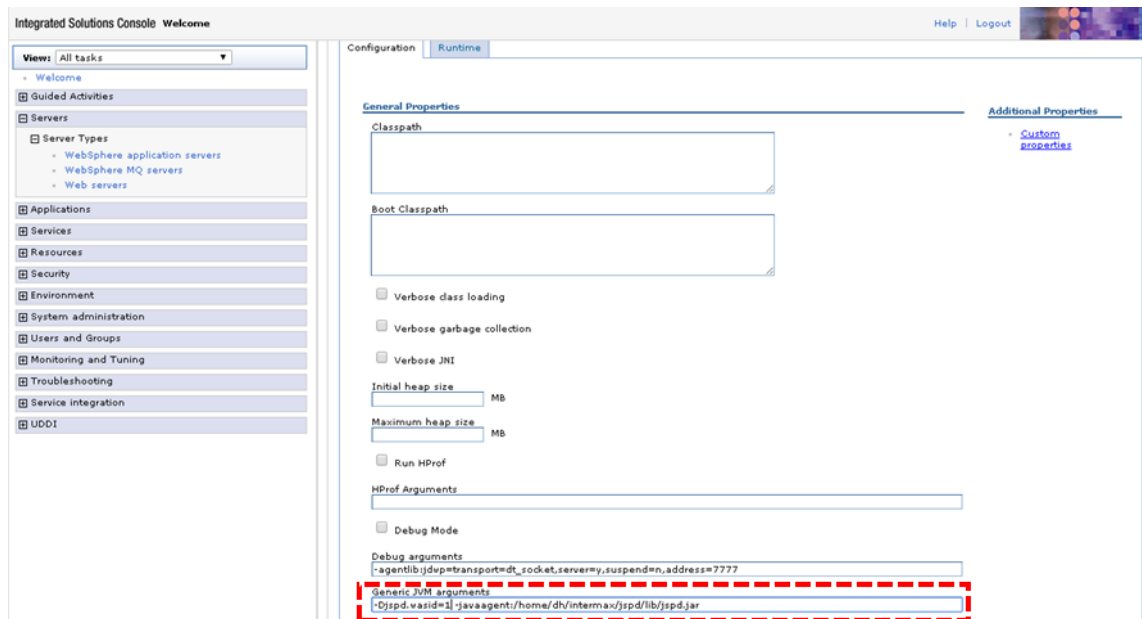 Integrated Solutions Console Welcome
Help | Logout
View: All tasks
Welcome
Guided Activities
Servers
Server Types
WebSphere application servers
WebSphere MQ servers
Web servers
Applications
Services
Resources
Security
Environment
System administration
Users and Groups
Monitoring and Tuning
Troubleshooting
Service integration
UDDI
Configuration Runtime
General Properties
Classpath
Boot Classpath
Verbose class loading
Verbose garbage collection
Verbose JNI
Initial heap size
MB
Maximum heap size
MB
Run HProf
HProf Arguments
Debug Mode
Debug arguments
-agentlib:jdwp=transport=dt_socket,server=y,suspend=n,address=7777
Generic JVM arguments
-Djspd.wasid=1 -javaagent:/home/dh/intermax/jspd/lib/jspd.jar
Additional Properties
Custom
properties